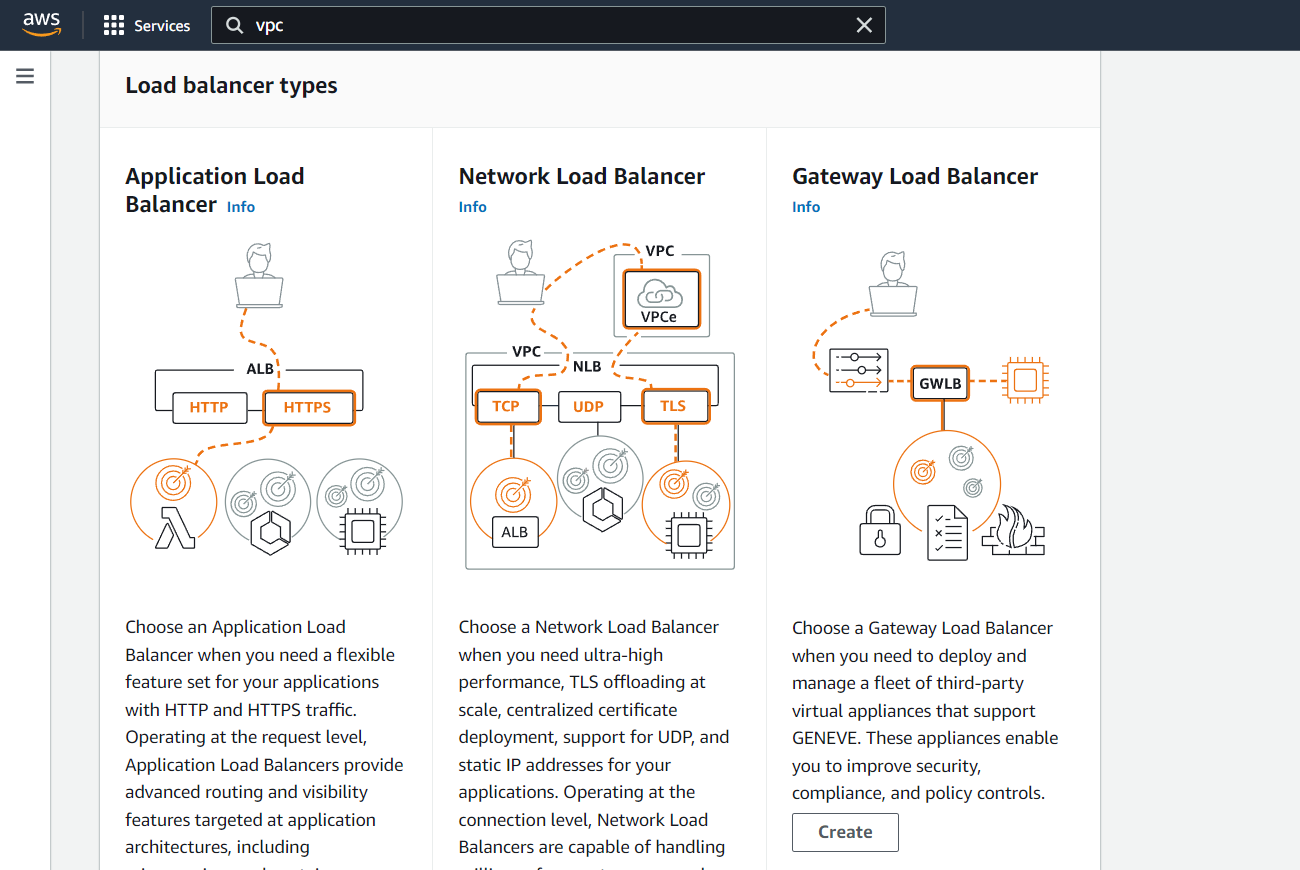 aws
Services
vpc
Load balancer types
Application Load
Balancer Info
ALB
HTTP
HTTPS
Choose an Application Load
Balancer when you need a flexible
feature set for your applications
with HTTP and HTTPS traffic.
Operating at the request level,
Application Load Balancers provide
advanced routing and visibility
features targeted at application
architectures, including
Network Load Balancer
Info
VPC
VPCe
VPC
NLB
TCP
UDP
TLS
ALB
Choose a Network Load Balancer
when you need ultra-high
performance, TLS offloading at
scale, centralized certificate
deployment, support for UDP, and
static IP addresses for your
applications. Operating at the
connection level, Network Load
Balancers are capable of handling
Gateway Load Balancer
Info
GWLB
Choose a Gateway Load Balancer
when you need to deploy and
manage a fleet of third-party
virtual appliances that support
GENEVE. These appliances enable
you to improve security,
compliance, and policy controls.
Create